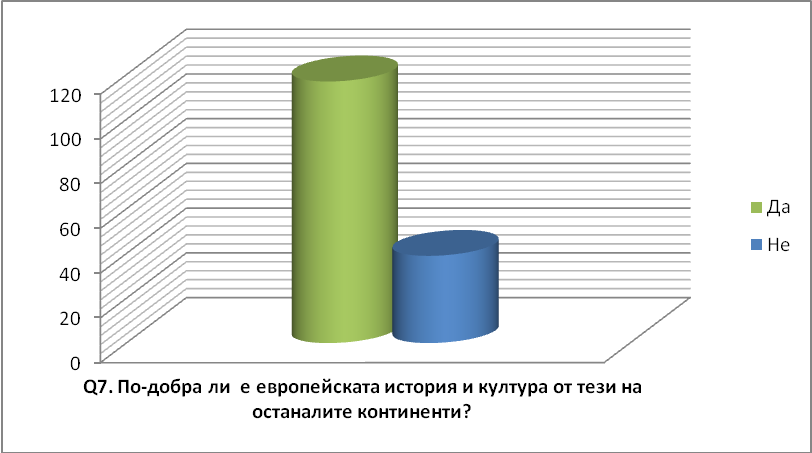 120
100
80
60
40
20
0
Да
Не
Q7. По-добра ли е европейската история и култура от тези на
останалите континенти?